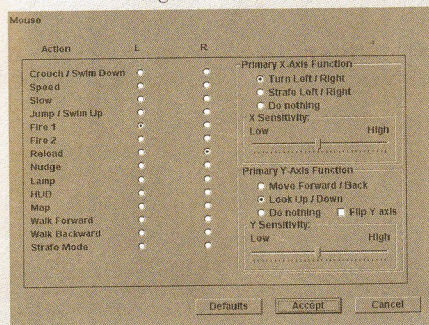 Mouse
Action L R
Crouch / Swim Down
Speed
Slow
Jump / Swim Up
Fire 1
Fire 2
Reload
Nudge
Lamp
HUD
Map
Walk Forward
Walk Backward
Strafe Mode
Primary X-Axis Function
Turn Left / Right
Strafe Left / Right
Do nothing
X Sensitivity:
Low High
Primary Y-Axis Function
Move Forward / Back
Look Up / Down
Do nothing Flip Y axis
Y Sensitivity:
Low High
Defaults Accept Cancel